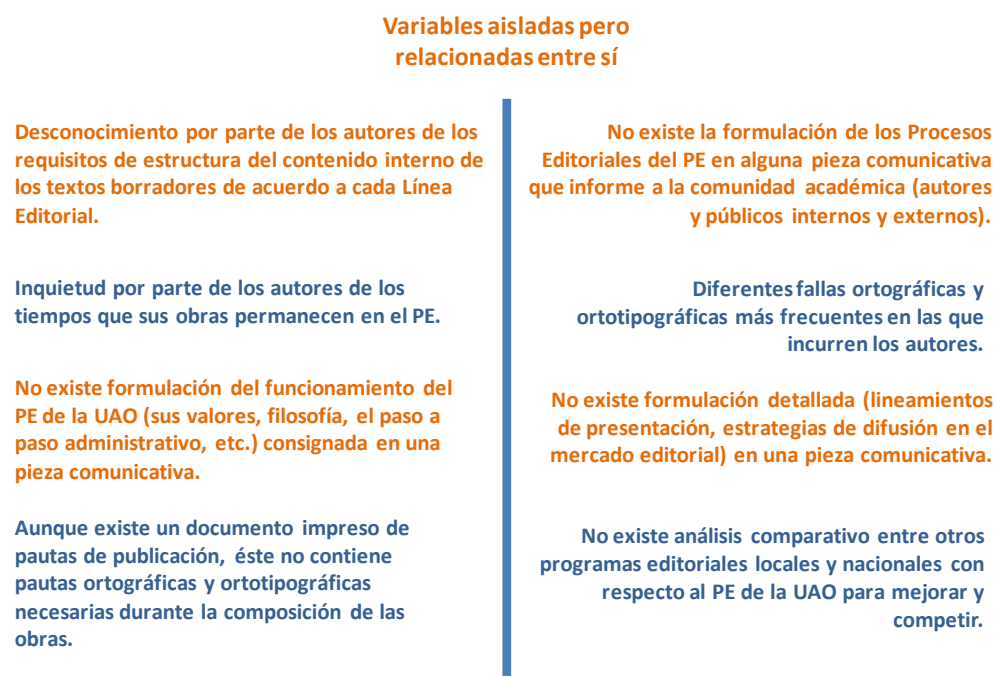 Variables aisladas pero
relacionadas entre sí
Desconocimiento por parte de los autores de los
requisitos de estructura del contenido interno de
los textos borradores de acuerdo a cada Línea
Editorial.
Inquietud por parte de los autores de los
tiempos que sus obras permanecen en el PE.
No existe formulación del funcionamiento del
PE de la UAO (sus valores, filosofía, el paso a
paso administrativo, etc.) consignada en una
pieza comunicativa.
Aunque existe un documento impreso de
pautas de publicación, éste no contiene
pautas ortográficas y ortotipográficas
necesarias durante la composición de las
obras.
No existe la formulación de los Procesos
Editoriales del PE en alguna pieza comunicativa
que informe a la comunidad académica (autores
y públicos internos y externos).
Diferentes fallas ortográficas y
ortotipográficas más frecuentes en las que
incurren los autores.
No existe formulación detallada (lineamientos
de presentación, estrategias de difusión en el
mercado editorial) en una pieza comunicativa.
No existe análisis comparativo entre otros
programas editoriales locales y nacionales con
respecto al PE de la UAO para mejorar y
competir.